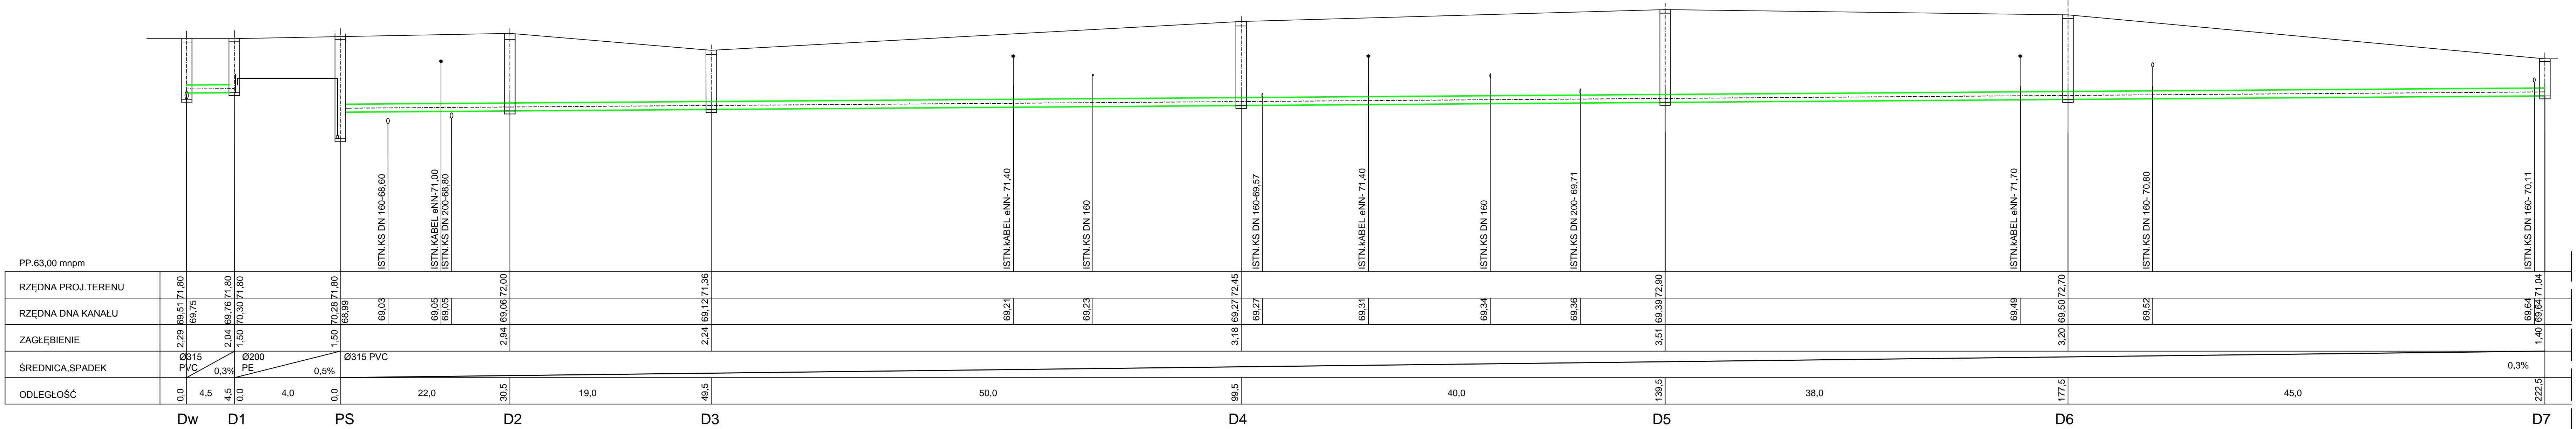 ISTN.KS DN 160-68,60
ISTN.KABEL eNN-71,00
ISTN.KS DN 200-68,80
ISTN.kABEL eNN- 71,40
ISTN.KS DN 160
ISTN.KS DN 160-69,57
ISTN.kABEL eNN- 71,40
ISTN.KS DN 160
ISTN.KS DN 200- 69,71
ISTN.kABEL eNN- 71,70
ISTN.KS DN 160- 70,80
ISTN.KS DN 160- 70,11
PP.63,00 mnpm
RZĘDNA PROJ.TERENU 71,80 71,80 71,80 71,80 72,00 71,36 72,45 72,90 72,70 71,04
RZĘDNA DNA KANAŁU 69,51 69,75 69,76 70,30 70,28 68,99 69,03 69,05 69,05 69,06 69,12 69,21 69,23 69,27 69,27 69,31 69,34 69,36 69,39 69,49 69,50 69,52 69,64 69,64
ZAGŁĘBIENIE 2,29 2,04 1,50 1,50 2,94 2,24 3,18 3,51 3,20 1,40
ŚREDNICA,SPADEK Ø315 PVC 0,3% Ø200 PE 0,5% Ø315 PVC 0,3%
ODLEGŁOŚĆ 0,0 4,5 4,5 0,0 4,0 0,0 22,0 30,5 19,0 49,5 50,0 99,5 40,0 139,5 38,0 177,5 45,0 222,5
Dw D1 PS D2 D3 D4 D5 D6 D7